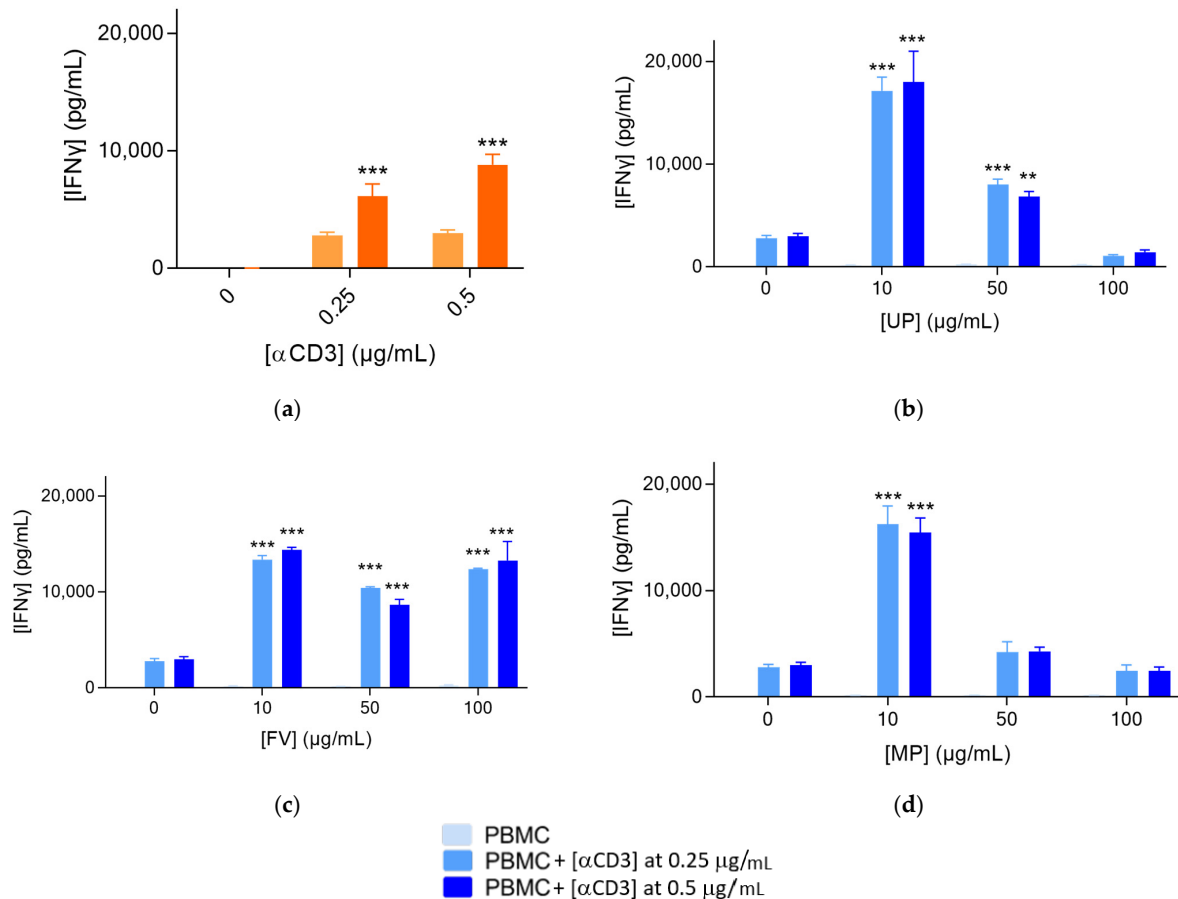 20,000
10,000
0
[IFNγ] (pg/mL)
***
***
0
0.25
0.5
[αCD3] (µg/mL)
(a)
20,000
10,000
0
[IFNγ] (pg/mL)
***
***
***
**
0
10
50
100
[UP] (µg/mL)
(b)
20,000
10,000
0
[IFNγ] (pg/mL)
***
***
***
***
***
***
0
10
50
100
[FV] (µg/mL)
(c)
20,000
10,000
0
[IFNγ] (pg/mL)
***
***
0
10
50
100
[MP] (µg/mL)
(d)
PBMC
PBMC+ [αCD3] at 0.25 µg/mL
PBMC+ [αCD3] at 0.5 µg/mL